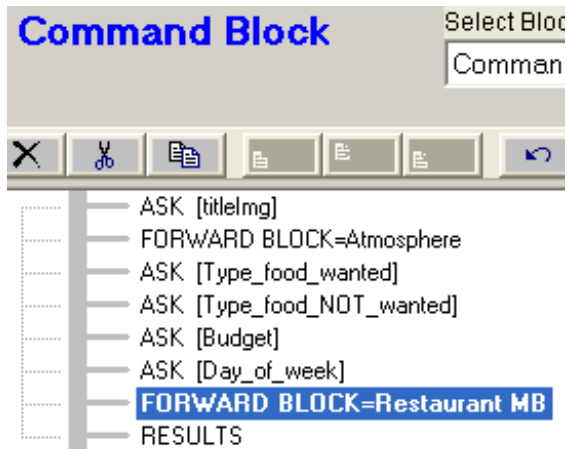 Command Block
Select Bloc
Comman
ASK [titleImg]
FORWARD BLOCK=Atmosphere
ASK [Type_food_wanted]
ASK [Type_food_NOT_wanted]
ASK [Budget]
ASK [Day_of_week]
FORWARD BLOCK=Restaurant MB
RESULTS